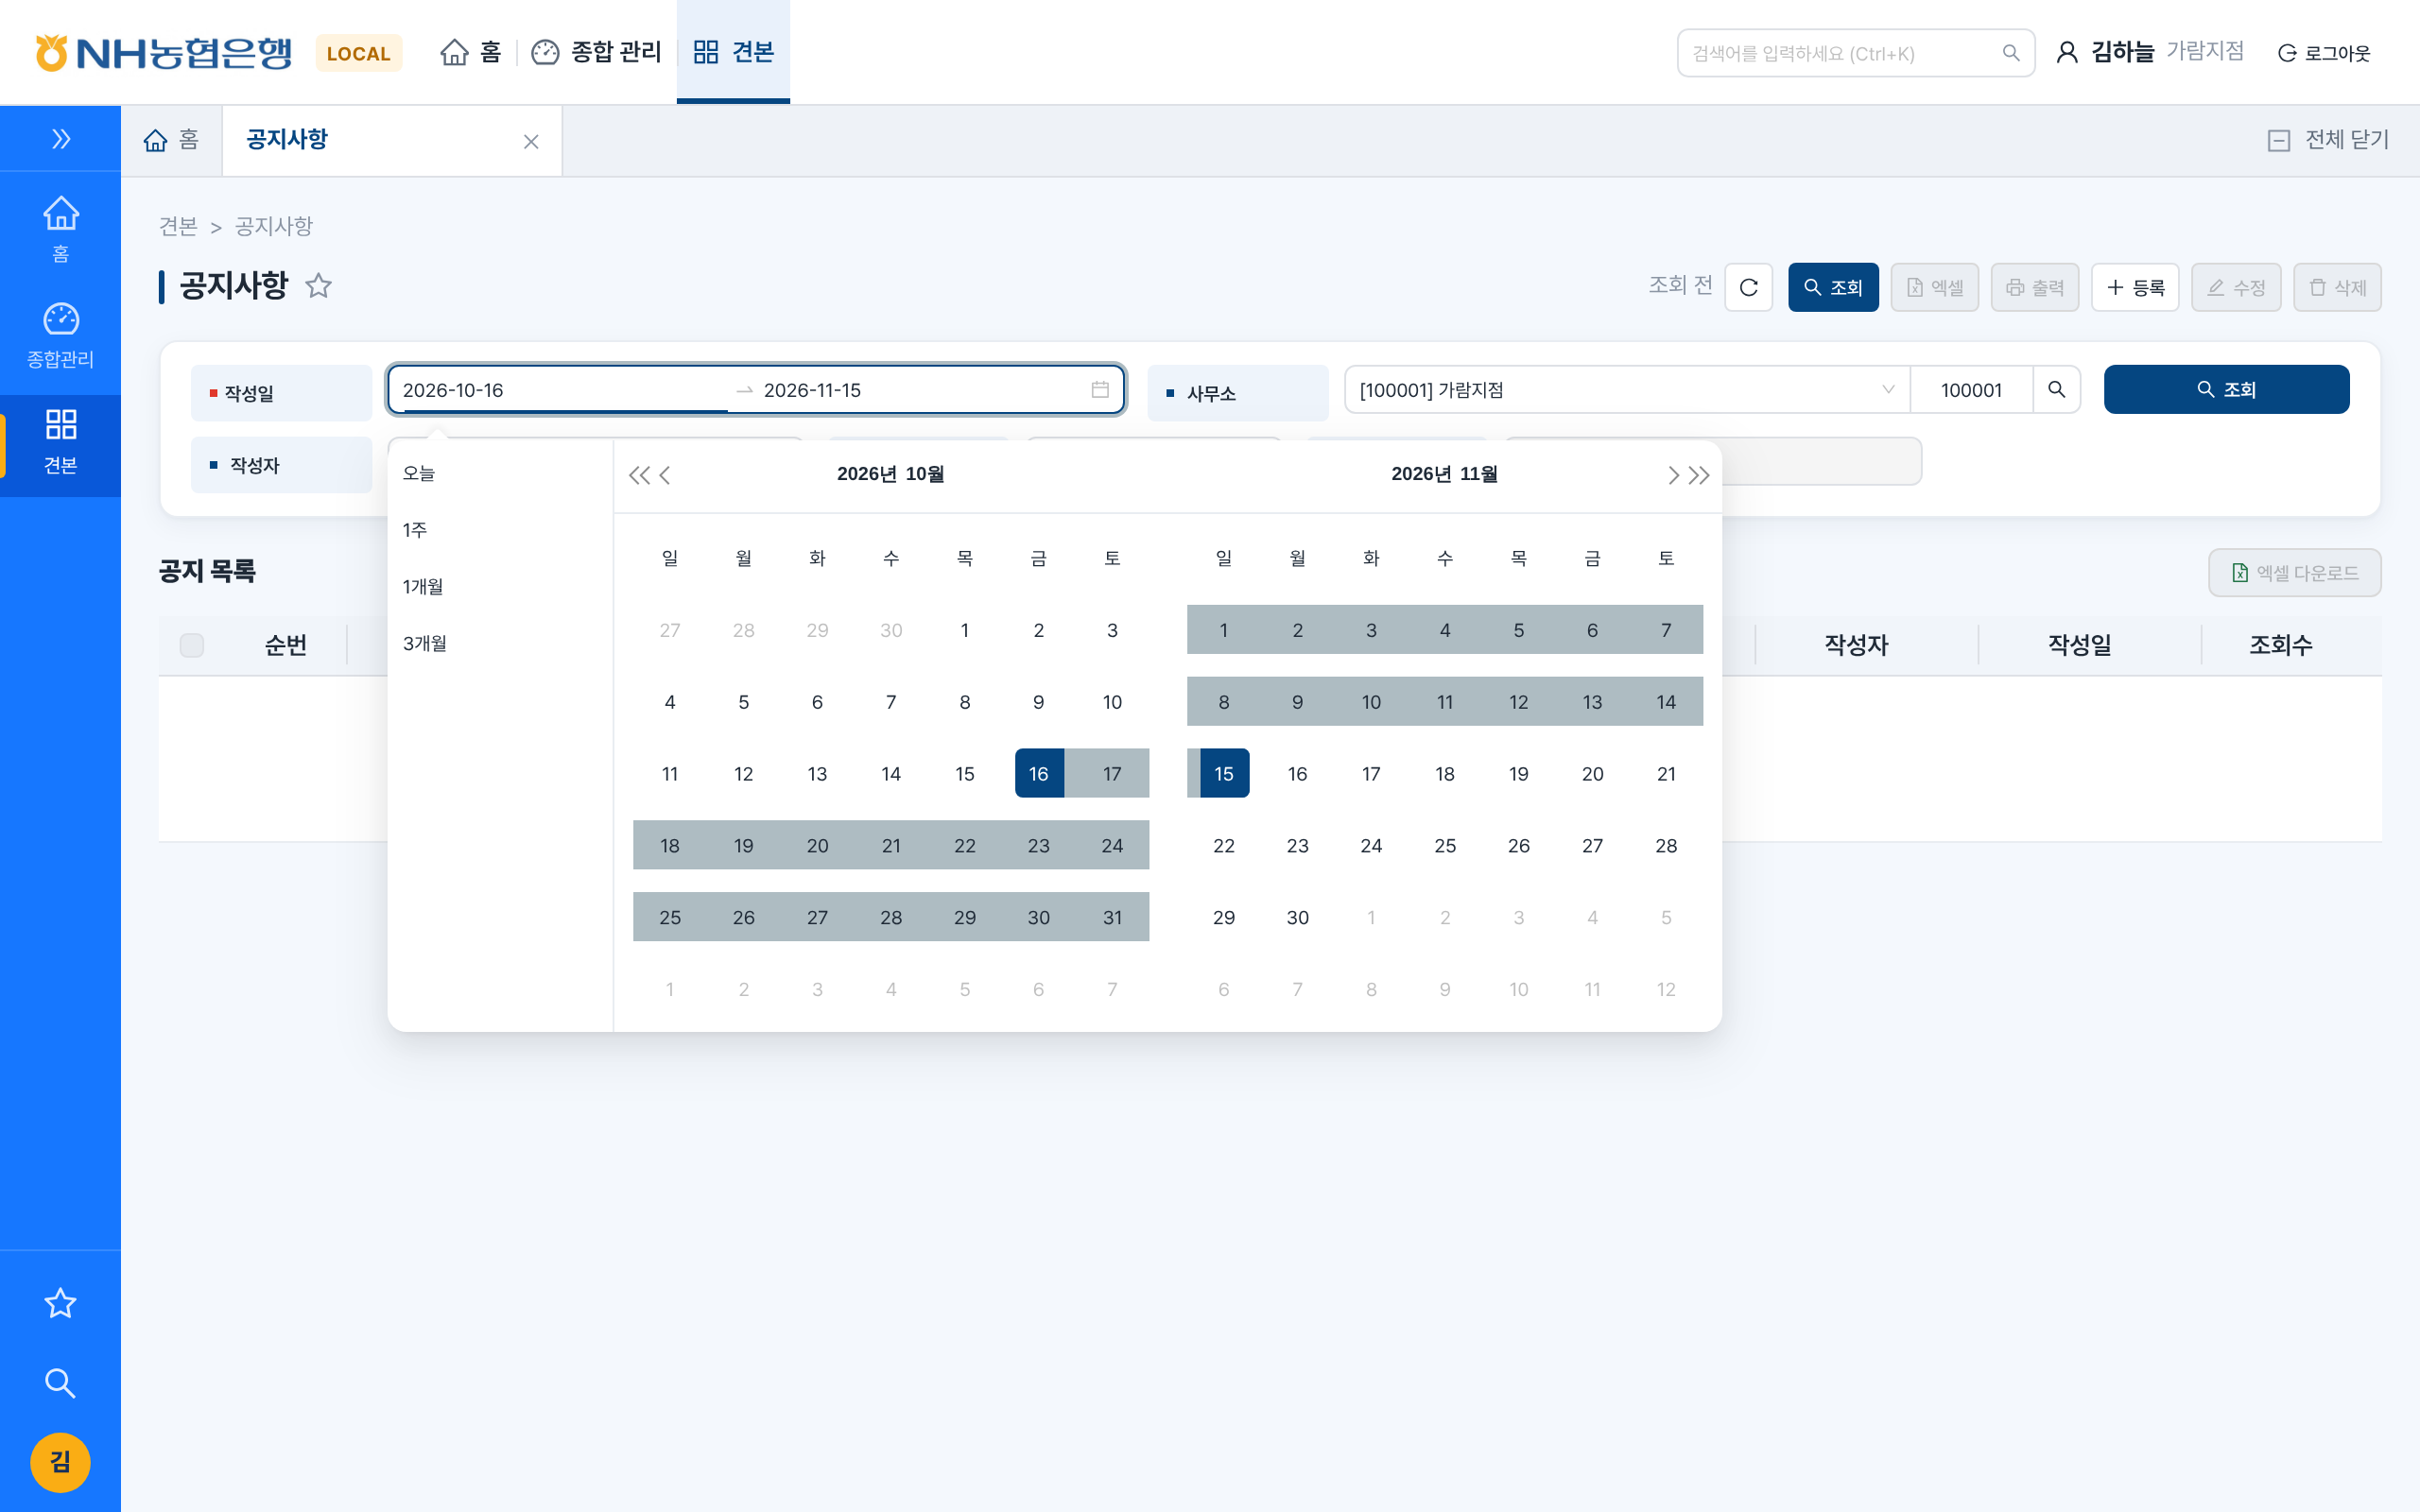 NH농협은행 LOCAL 홈 종합 관리 견본 검색어를 입력하세요 (Ctrl+K) 김하늘 가람지점 로그아웃
홈 공지사항 전체 닫기
홈
종합관리
견본
김
견본 > 공지사항
공지사항 조회 전 조회 엑셀 출력 등록 수정 삭제
작성일 2026-10-16 2026-11-15 사무소 [100001] 가람지점 100001 조회
작성자
오늘
1주
1개월
3개월
2026년 10월 2026년 11월
일 월 화 수 목 금 토 일 월 화 수 목 금 토
27 28 29 30 1 2 3 1 2 3 4 5 6 7
4 5 6 7 8 9 10 8 9 10 11 12 13 14
11 12 13 14 15 16 17 15 16 17 18 19 20 21
18 19 20 21 22 23 24 22 23 24 25 26 27 28
25 26 27 28 29 30 31 29 30 1 2 3 4 5
1 2 3 4 5 6 7 6 7 8 9 10 11 12
공지 목록 엑셀 다운로드
순번 작성자 작성일 조회수